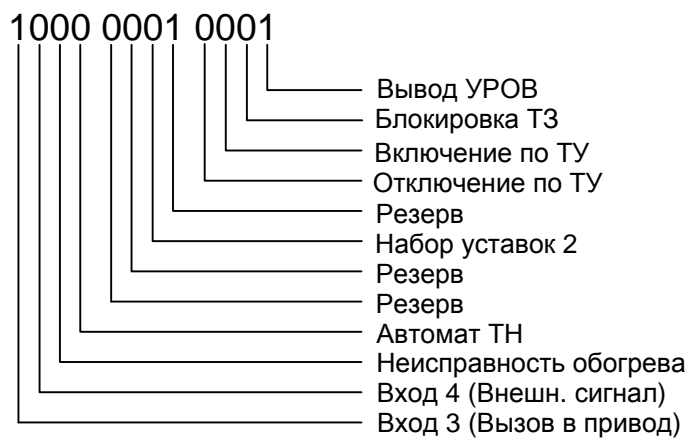 1000 0001 0001
Вывод УРОВ
Блокировка ТЗ
Включение по ТУ
Отключение по ТУ
Резерв
Набор уставок 2
Резерв
Резерв
Автомат ТН
Неисправность обогрева
Вход 4 (Внешн. сигнал)
Вход 3 (Вызов в привод)